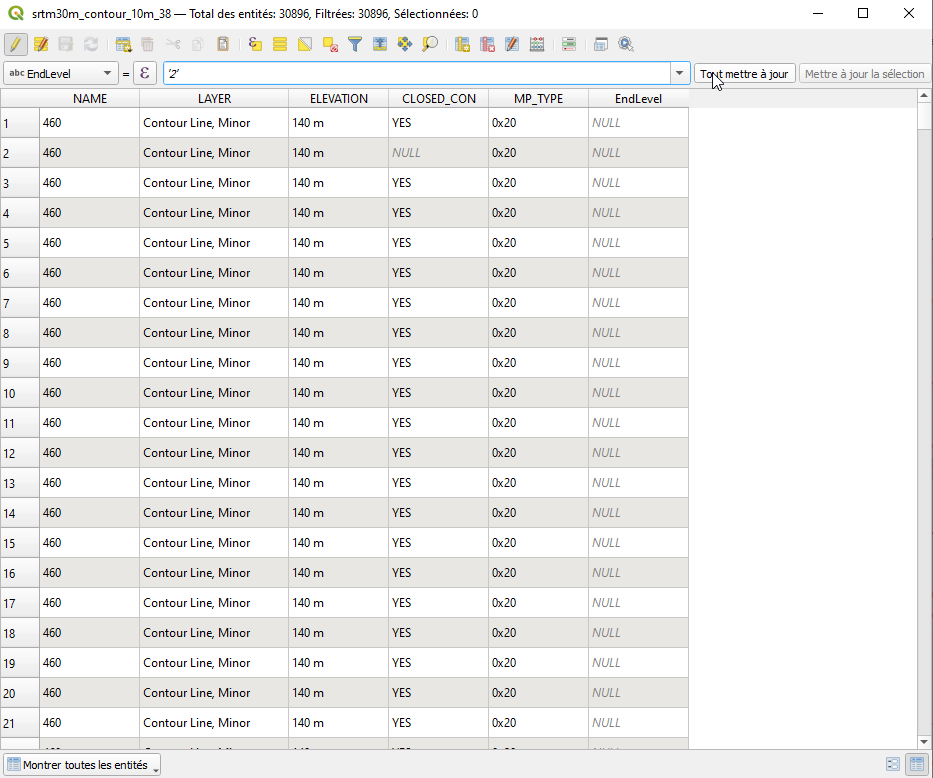 srtm30m_contour_10m_38 — Total des entités: 30896, Filtrées: 30896, Sélectionnées: 0
abc EndLevel = ε '2' Tout mettre à jour Mettre à jour la sélection
NAME LAYER ELEVATION CLOSED_CON MP_TYPE EndLevel
1 460 Contour Line, Minor 140 m YES 0x20 NULL
2 460 Contour Line, Minor 140 m NULL 0x20 NULL
3 460 Contour Line, Minor 140 m YES 0x20 NULL
4 460 Contour Line, Minor 140 m YES 0x20 NULL
5 460 Contour Line, Minor 140 m YES 0x20 NULL
6 460 Contour Line, Minor 140 m YES 0x20 NULL
7 460 Contour Line, Minor 140 m YES 0x20 NULL
8 460 Contour Line, Minor 140 m YES 0x20 NULL
9 460 Contour Line, Minor 140 m YES 0x20 NULL
10 460 Contour Line, Minor 140 m YES 0x20 NULL
11 460 Contour Line, Minor 140 m YES 0x20 NULL
12 460 Contour Line, Minor 140 m YES 0x20 NULL
13 460 Contour Line, Minor 140 m YES 0x20 NULL
14 460 Contour Line, Minor 140 m YES 0x20 NULL
15 460 Contour Line, Minor 140 m YES 0x20 NULL
16 460 Contour Line, Minor 140 m YES 0x20 NULL
17 460 Contour Line, Minor 140 m YES 0x20 NULL
18 460 Contour Line, Minor 140 m YES 0x20 NULL
19 460 Contour Line, Minor 140 m YES 0x20 NULL
20 460 Contour Line, Minor 140 m YES 0x20 NULL
21 460 Contour Line, Minor 140 m YES 0x20 NULL
Montrer toutes les entités